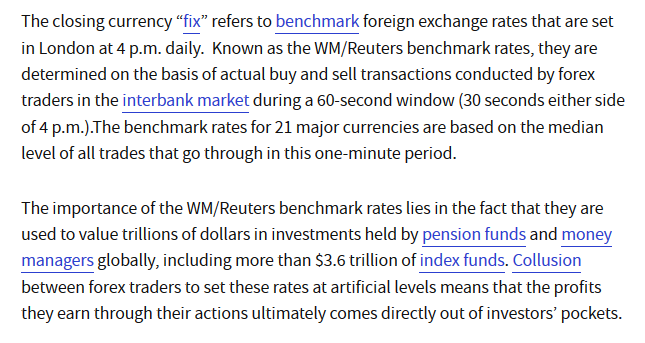 The closing currency “fix” refers to benchmark foreign exchange rates that are set
in London at 4 p.m. daily.  Known as the WM/Reuters benchmark rates, they are
determined on the basis of actual buy and sell transactions conducted by forex
traders in the interbank market during a 60-second window (30 seconds either side
of 4 p.m.).The benchmark rates for 21 major currencies are based on the median
level of all trades that go through in this one-minute period.
The importance of the WM/Reuters benchmark rates lies in the fact that they are
used to value trillions of dollars in investments held by pension funds and money
managers globally, including more than $3.6 trillion of index funds. Collusion
between forex traders to set these rates at artificial levels means that the profits
they earn through their actions ultimately comes directly out of investors’ pockets.